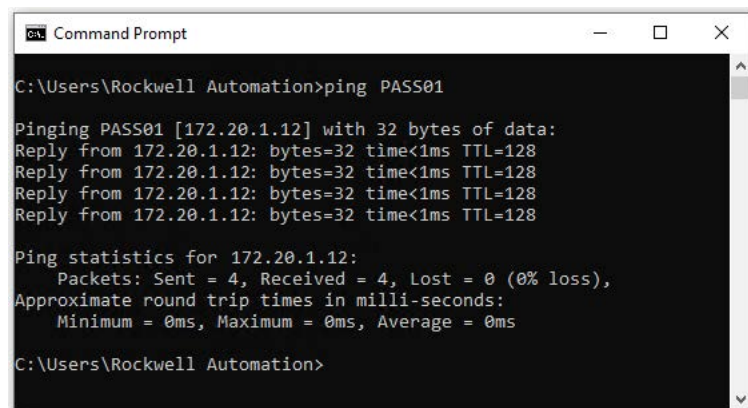 Command Prompt
C:\Users\Rockwell Automation>ping PASS01
Pinging PASS01 [172.20.1.12] with 32 bytes of data:
Reply from 172.20.1.12: bytes=32 time<1ms TTL=128
Reply from 172.20.1.12: bytes=32 time<1ms TTL=128
Reply from 172.20.1.12: bytes=32 time<1ms TTL=128
Reply from 172.20.1.12: bytes=32 time<1ms TTL=128
Ping statistics for 172.20.1.12:
    Packets: Sent = 4, Received = 4, Lost = 0 (0% loss),
Approximate round trip times in milli-seconds:
    Minimum = 0ms, Maximum = 0ms, Average = 0ms
C:\Users\Rockwell Automation>